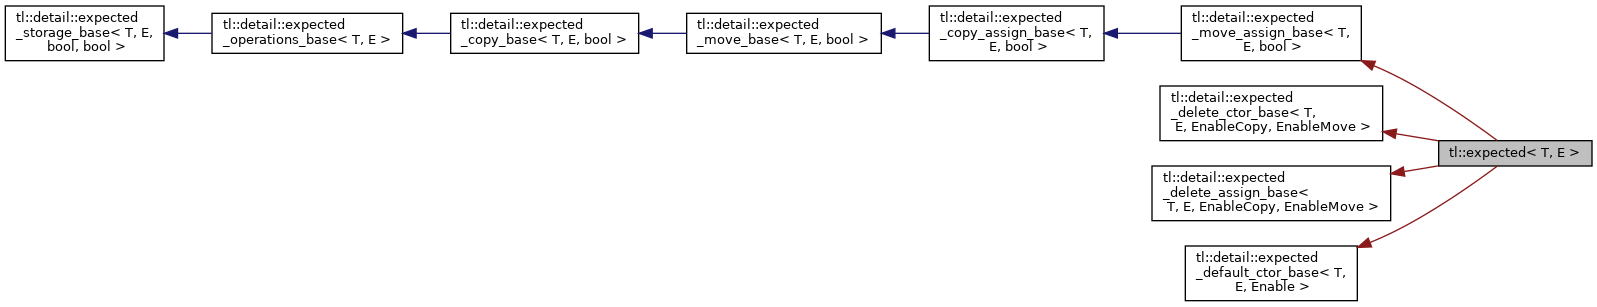 tl::detail::expected
_storage_base< T, E,
bool, bool >
tl::detail::expected
_operations_base< T, E >
tl::detail::expected
_copy_base< T, E, bool >
tl::detail::expected
_move_base< T, E, bool >
tl::detail::expected
_copy_assign_base< T,
E, bool >
tl::detail::expected
_move_assign_base< T,
E, bool >
tl::detail::expected
_delete_ctor_base< T,
E, EnableCopy, EnableMove >
tl::expected< T, E >
tl::detail::expected
_delete_assign_base<
T, E, EnableCopy, EnableMove >
tl::detail::expected
_default_ctor_base< T,
E, Enable >